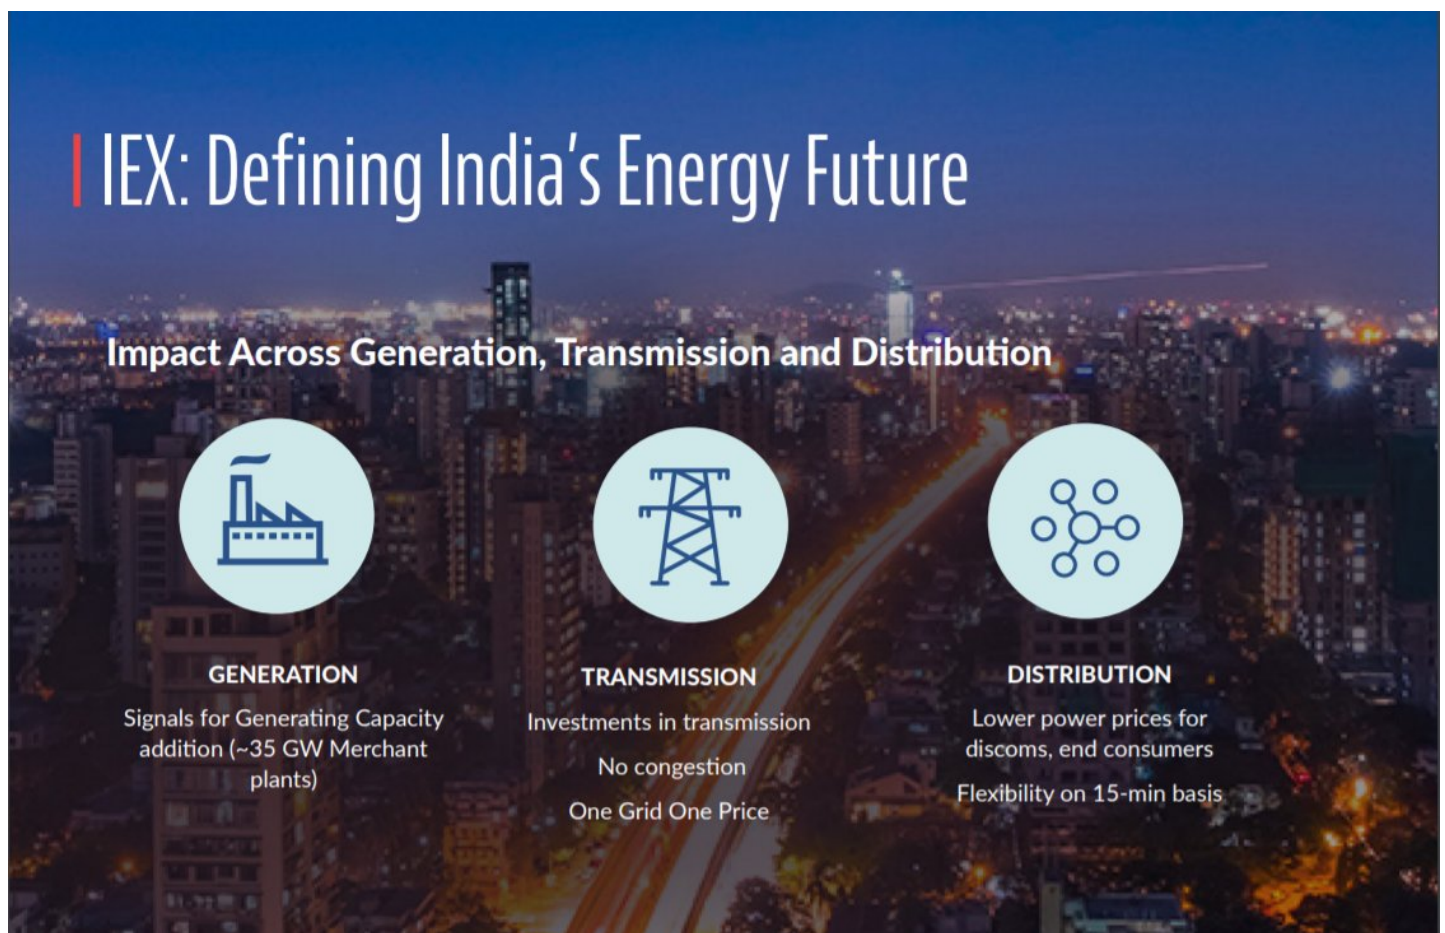 IEX: Defining India's Energy Future
Impact Across Generation, Transmission and Distribution
GENERATION
Signals for Generating Capacity
addition (~35 GW Merchant
plants)
TRANSMISSION
Investments in transmission
No congestion
One Grid One Price
DISTRIBUTION
Lower power prices for
discoms, end consumers
Flexibility on 15-min basis